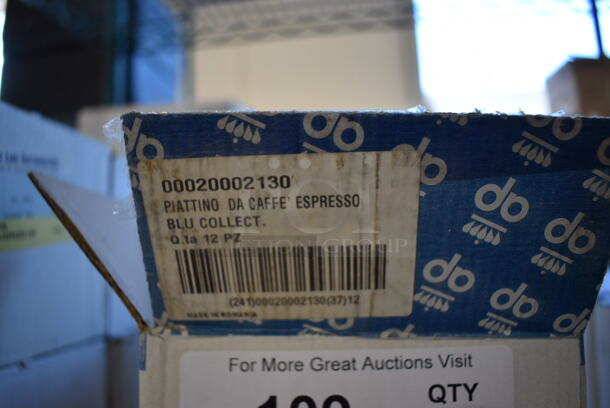 00020002130
PIATTINO DA CAFFE' ESPRESSO
BLU COLLECT.
Q.ta 12 PZ
(241)00020002130(37)12
MADE IN ROMANIA
For More Great Auctions Visit
QTY